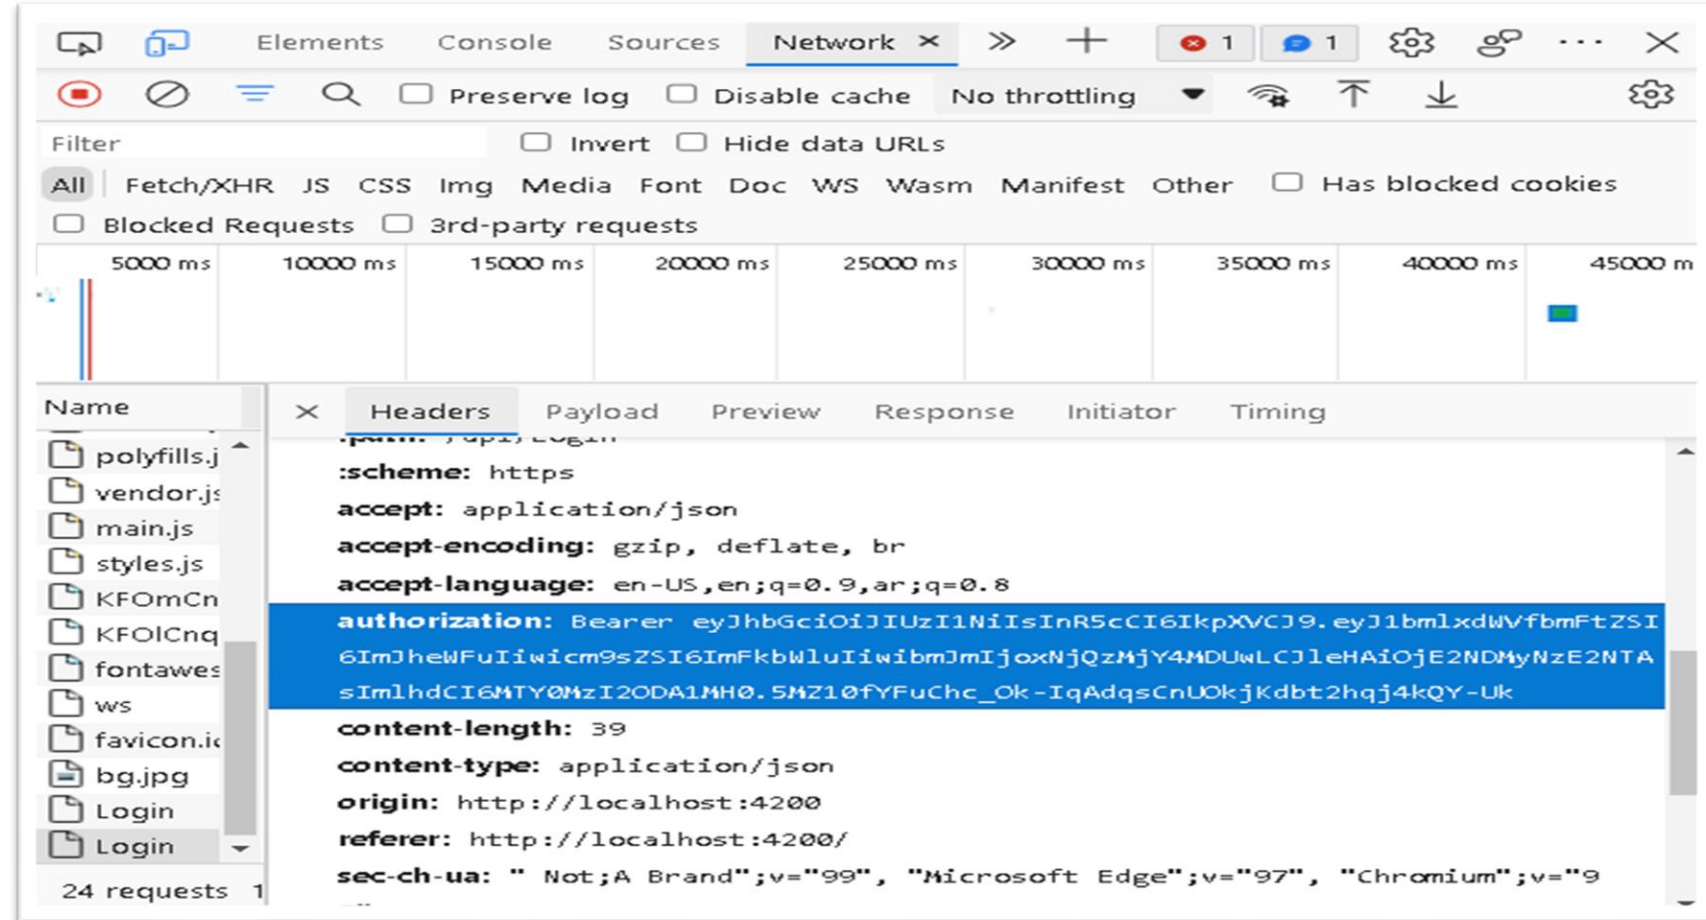 Elements Console Sources Network × » + 1 1 ··· ×
Preserve log Disable cache No throttling
Filter Invert Hide data URLs
All Fetch/XHR JS CSS Img Media Font Doc WS Wasm Manifest Other Has blocked cookies
Blocked Requests 3rd-party requests
5000 ms 10000 ms 15000 ms 20000 ms 25000 ms 30000 ms 35000 ms 40000 ms 45000 m
Name × Headers Payload Preview Response Initiator Timing
polyfills.j
vendor.js
main.js
styles.js
KFOmCn
KFOlCnq
fontawes
ws
favicon.ic
bg.jpg
Login
Login
24 requests 1
:path: /api/Login
:scheme: https
accept: application/json
accept-encoding: gzip, deflate, br
accept-language: en-US,en;q=0.9,ar;q=0.8
authorization: Bearer eyJhbGciOiJIUzI1NiIsInR5cCI6IkpXVCJ9.eyJ1bmlxdWVfbmFtZSI
6ImJheWFuIiwicm9sZSI6ImFkbWluIiwibmJmIjoxNjQzMjY4MDUwLCJleHAiOjE2NDMyNzE2NTA
sImlhdCI6MTY0MzI2ODA1MH0.5MZ10fYFuChc_Ok-IqAdqsCnUOkjKdbt2hqj4kQY-Uk
content-length: 39
content-type: application/json
origin: http://localhost:4200
referer: http://localhost:4200/
sec-ch-ua: " Not;A Brand";v="99", "Microsoft Edge";v="97", "Chromium";v="9